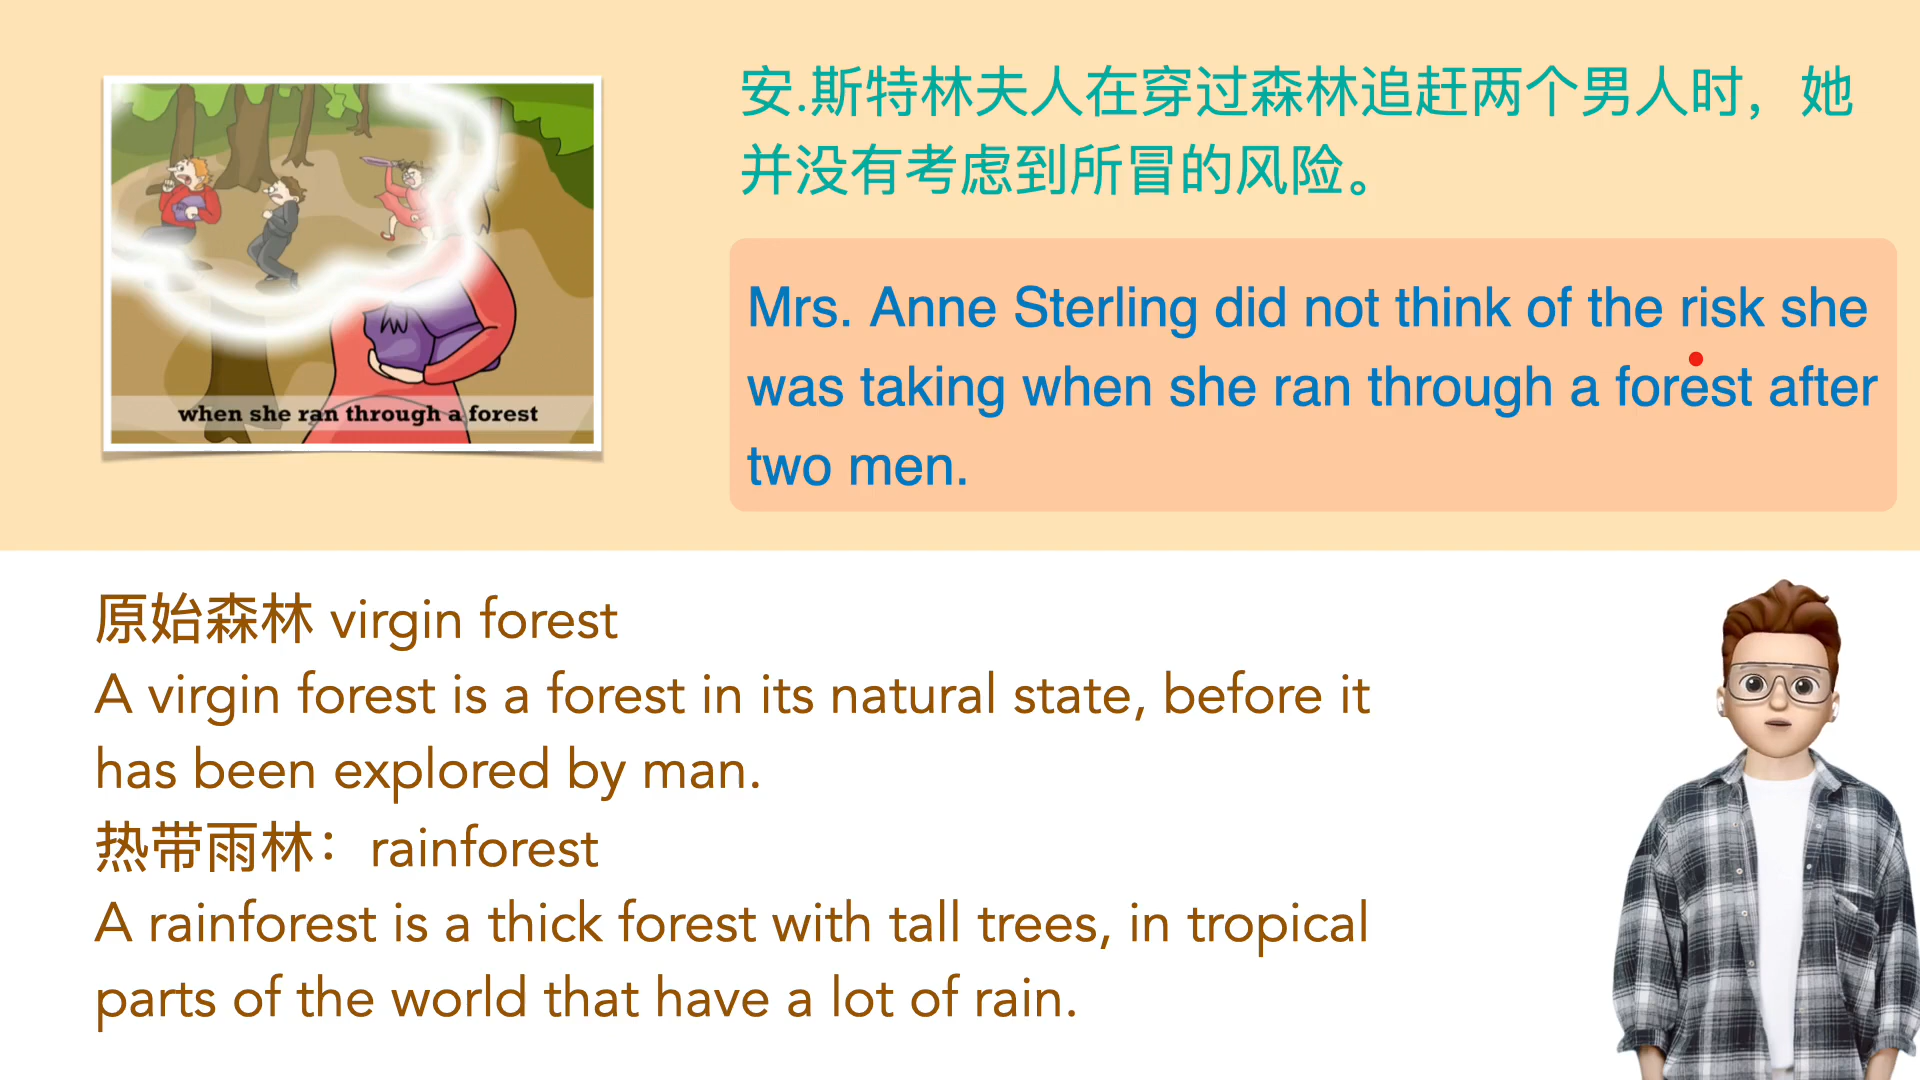 安.斯特林夫人在穿过森林追赶两个男人时，她
并没有考虑到所冒的风险。
Mrs. Anne Sterling did not think of the risk she
was taking when she ran through a forest after
two men.
when she ran through a forest
原始森林 virgin forest
A virgin forest is a forest in its natural state, before it
has been explored by man.
热带雨林：rainforest
A rainforest is a thick forest with tall trees, in tropical
parts of the world that have a lot of rain.